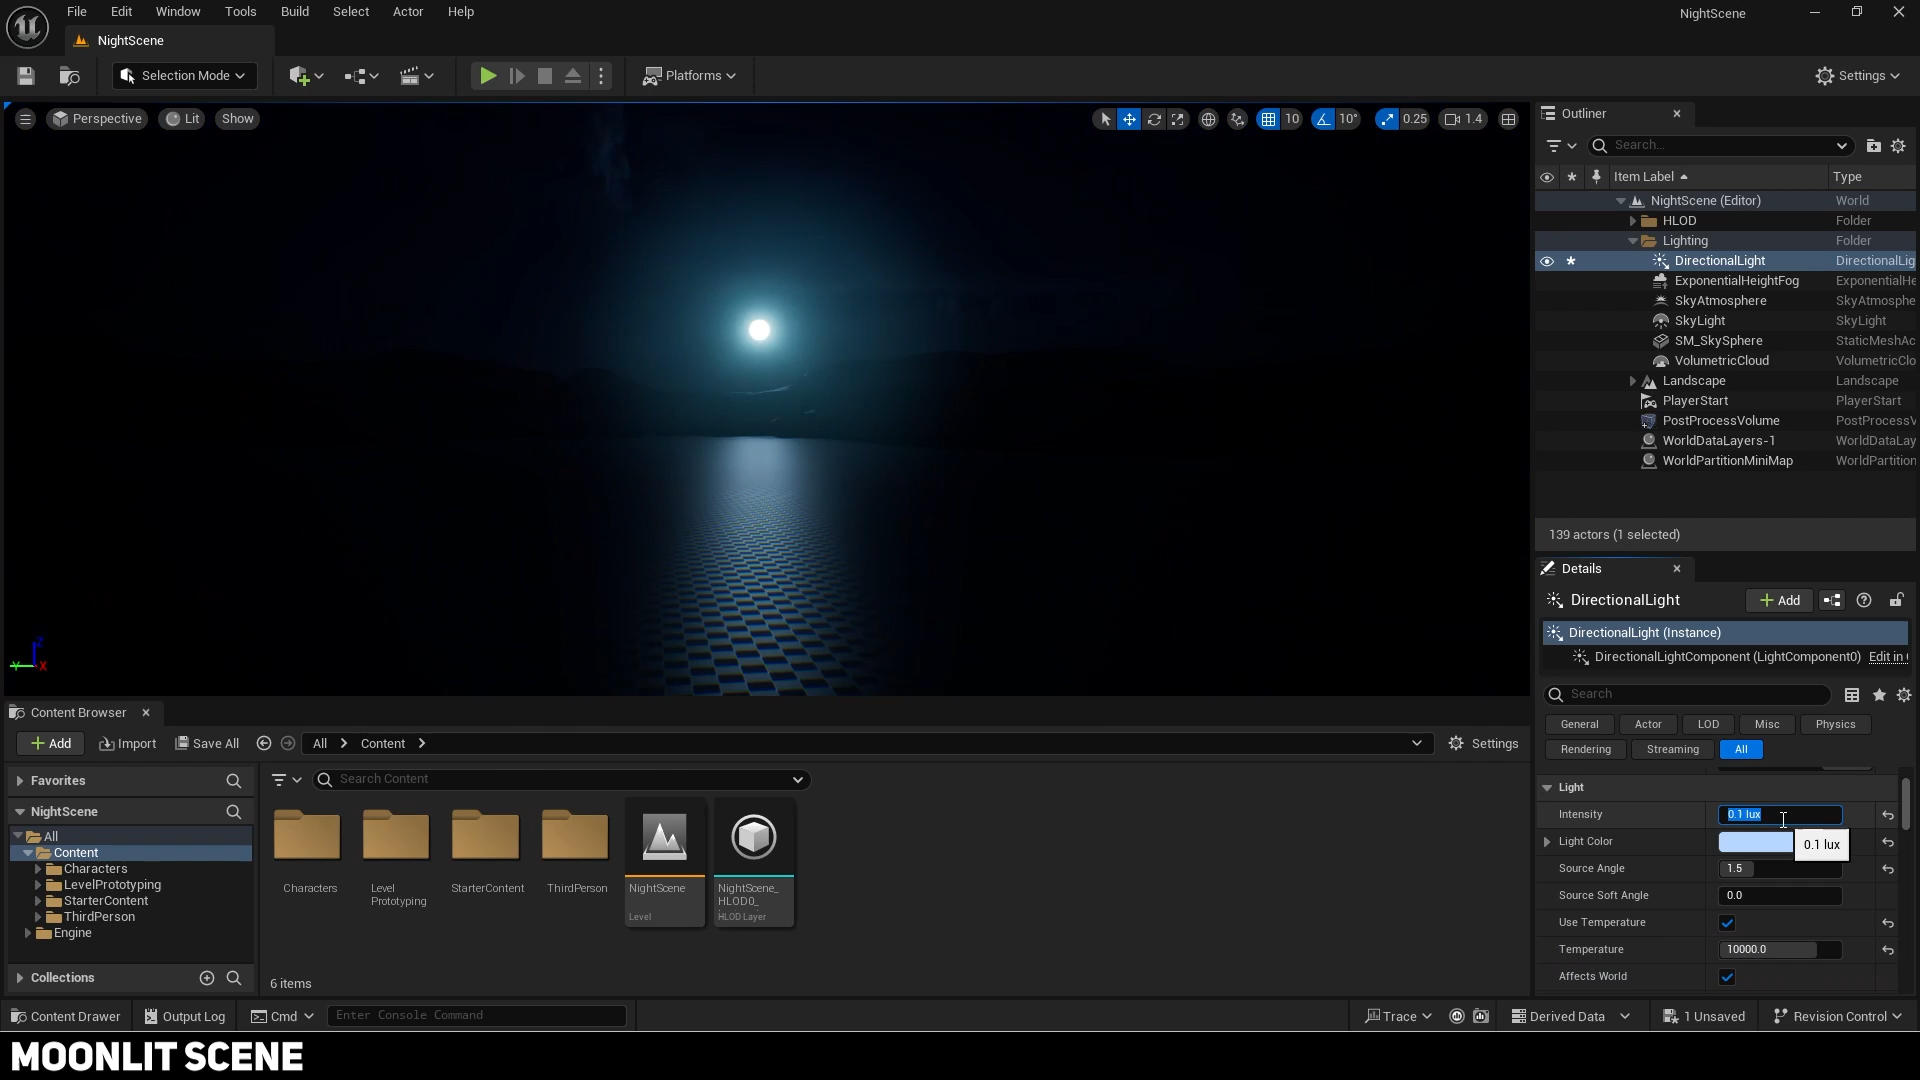 File Edit Window Tools Build Select Actor Help
NightScene
NightScene
Selection Mode
Platforms
Settings
Perspective Lit Show
10 10° 0.25 1.4
Outliner
Search...
Item Label Type
NightScene (Editor) World
HLOD Folder
Lighting Folder
DirectionalLight DirectionalLig
ExponentialHeightFog ExponentialHe
SkyAtmosphere SkyAtmosphe
SkyLight SkyLight
SM_SkySphere StaticMeshAc
VolumetricCloud VolumetricClo
Landscape Landscape
PlayerStart PlayerStart
PostProcessVolume PostProcessV
WorldDataLayers-1 WorldDataLay
WorldPartitionMiniMap WorldPartition
139 actors (1 selected)
Details
DirectionalLight
Add
DirectionalLight (Instance)
DirectionalLightComponent (LightComponent0) Edit in
Search
General Actor LOD Misc Physics
Rendering Streaming All
Light
Intensity 0.1 lux
Light Color
0.1 lux
Source Angle 1.5
Source Soft Angle 0.0
Use Temperature
Temperature 10000.0
Affects World
Z
Y X
Content Browser
Add Import Save All All Content Settings
Favorites
Search Content
NightScene
All
Content
Characters
LevelPrototyping
StarterContent
ThirdPerson
Engine
Collections
Characters
Level
Prototyping
StarterContent
ThirdPerson
NightScene
Level
NightScene_
HLOD0_
HLOD Layer
6 items
Content Drawer Output Log Cmd Enter Console Command Trace Derived Data 1 Unsaved Revision Control
MOONLIT SCENE